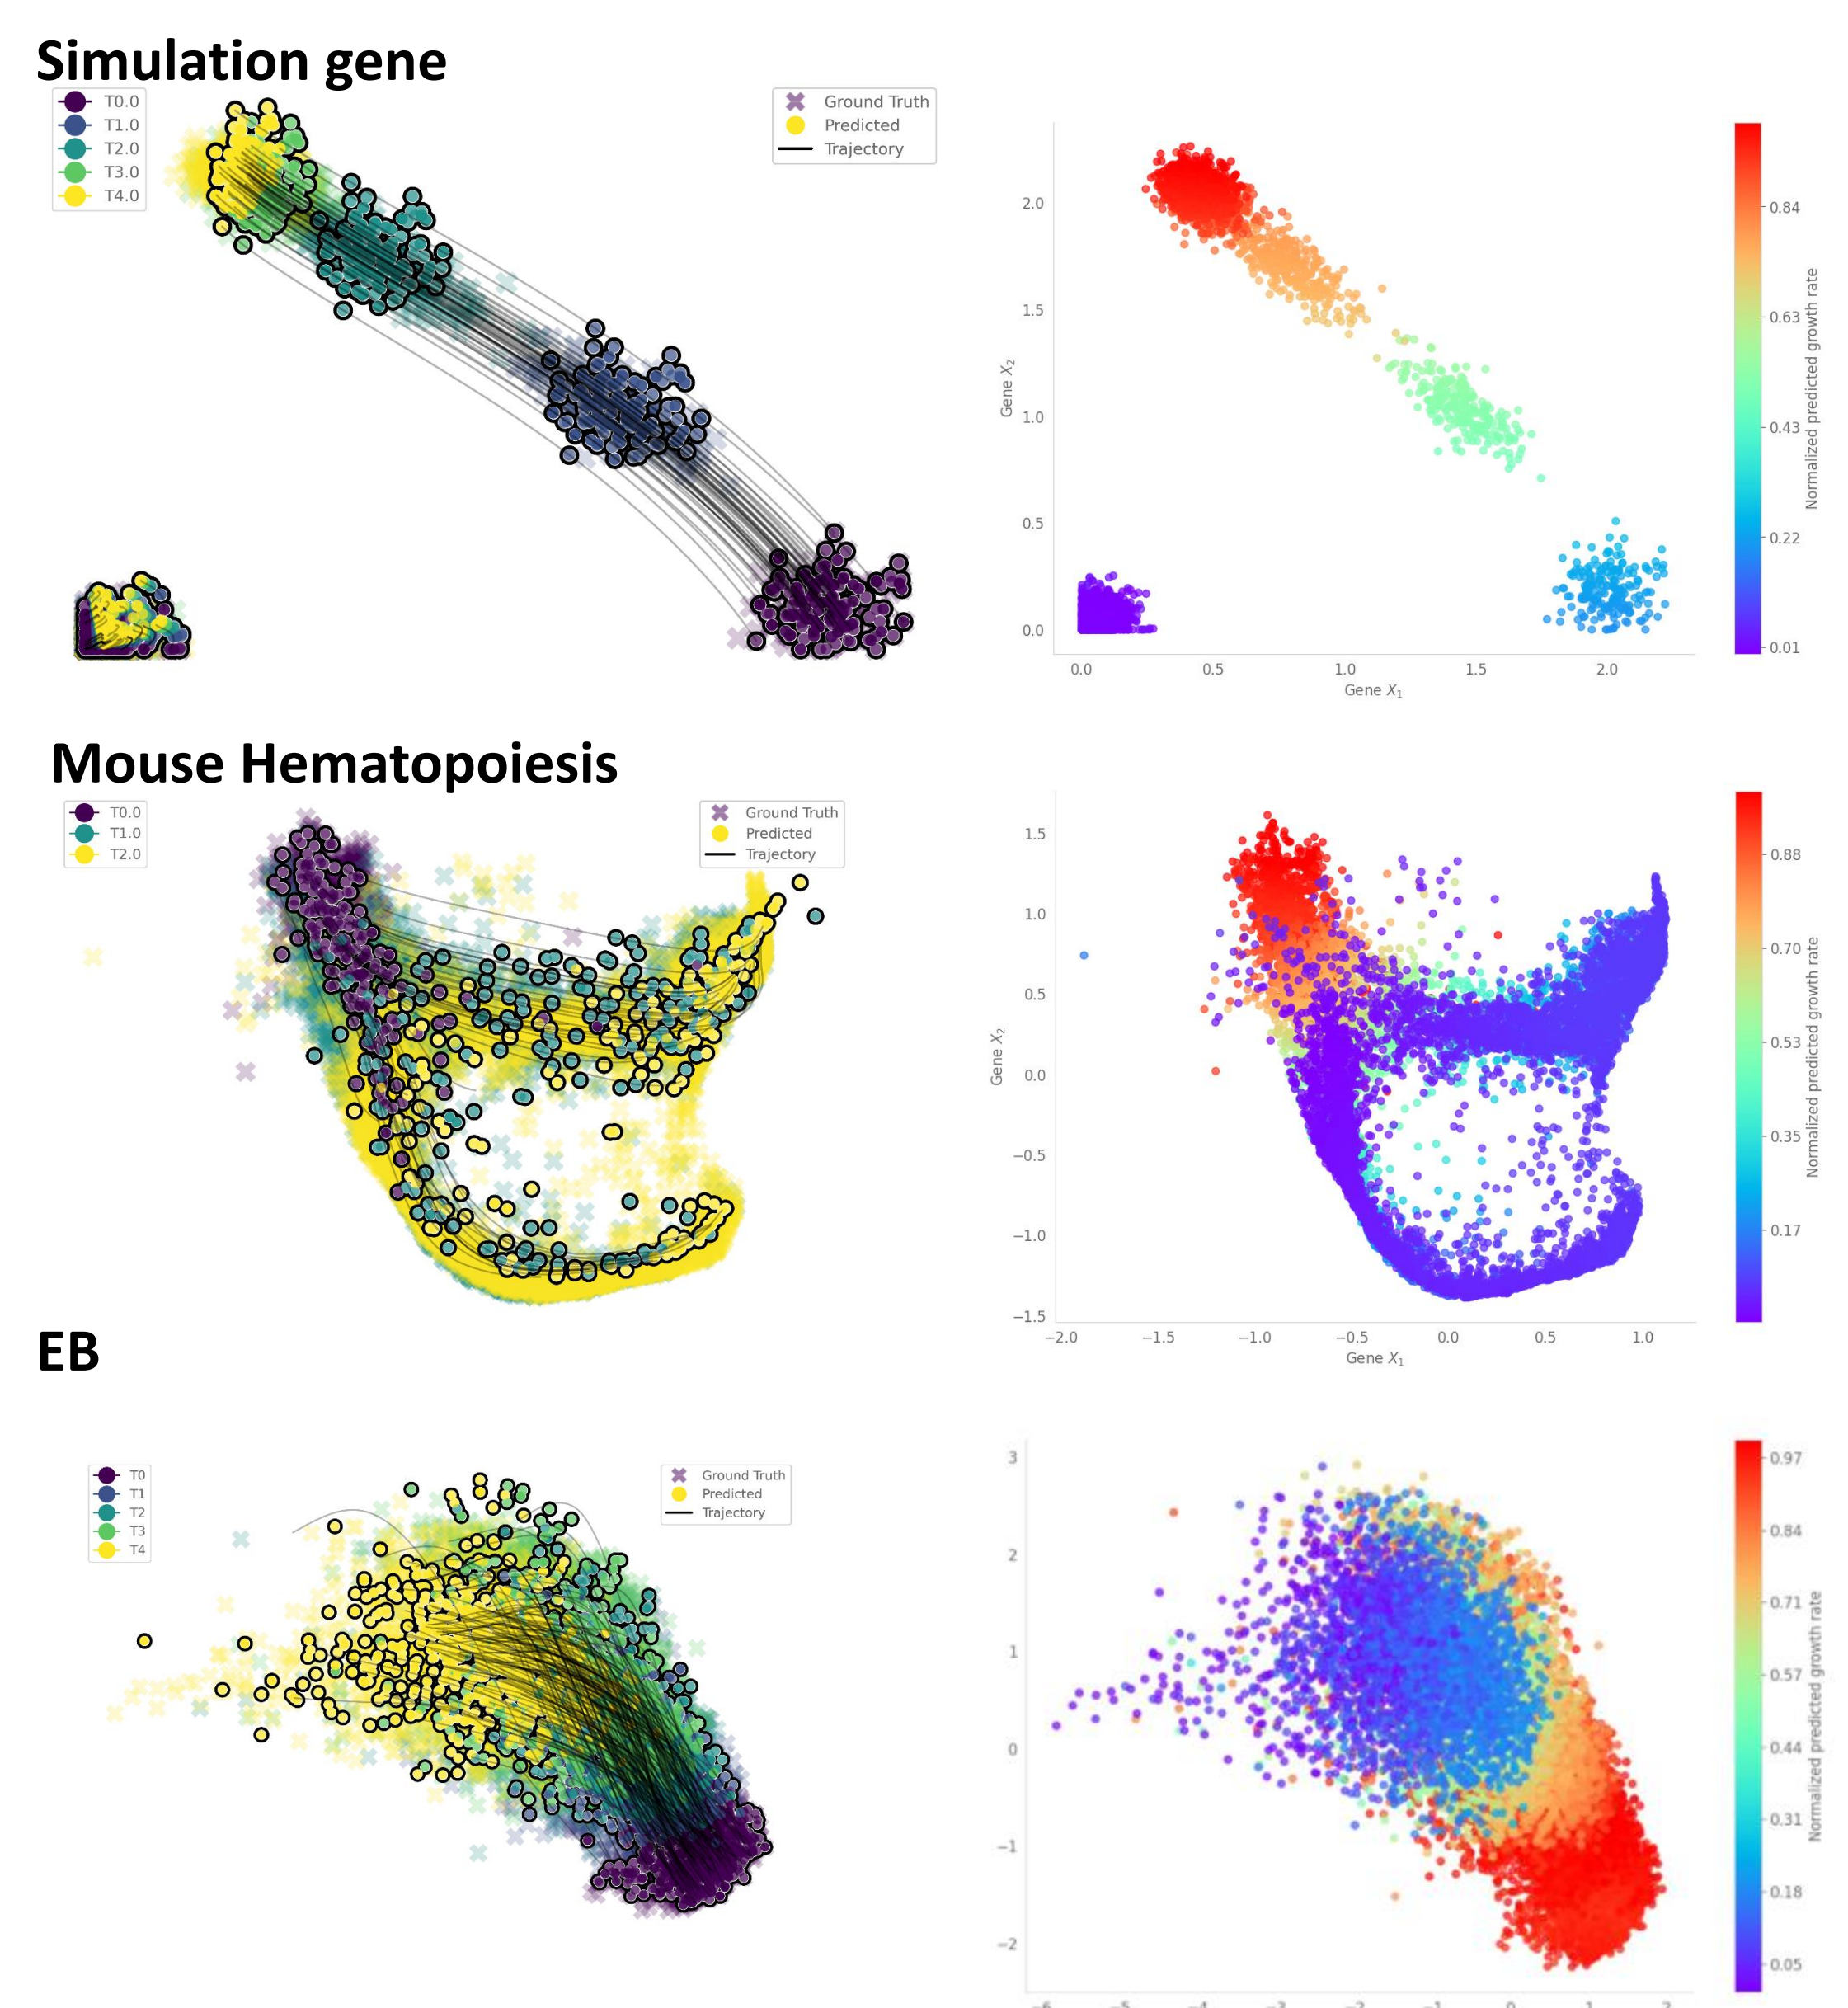 Simulation gene
T0.0
T1.0
T2.0
T3.0
T4.0
Ground Truth
Predicted
Trajectory
2.0
1.5
1.0
0.5
0.0
Gene X2
0.0 0.5 1.0 1.5 2.0
Gene X1
0.84
0.63
0.43
0.22
0.01
Normalized predicted growth rate
Mouse Hematopoiesis
T0.0
T1.0
T2.0
Ground Truth
Predicted
Trajectory
1.5
1.0
0.5
0.0
−0.5
−1.0
−1.5
Gene X2
−2.0 −1.5 −1.0 −0.5 0.0 0.5 1.0
Gene X1
0.88
0.70
0.53
0.35
0.17
Normalized predicted growth rate
EB
T0
T1
T2
T3
T4
Ground Truth
Predicted
Trajectory
3
2
1
0
−1
−2
0.97
0.84
0.71
0.57
0.44
0.31
0.18
0.05
Normalized predicted growth rate